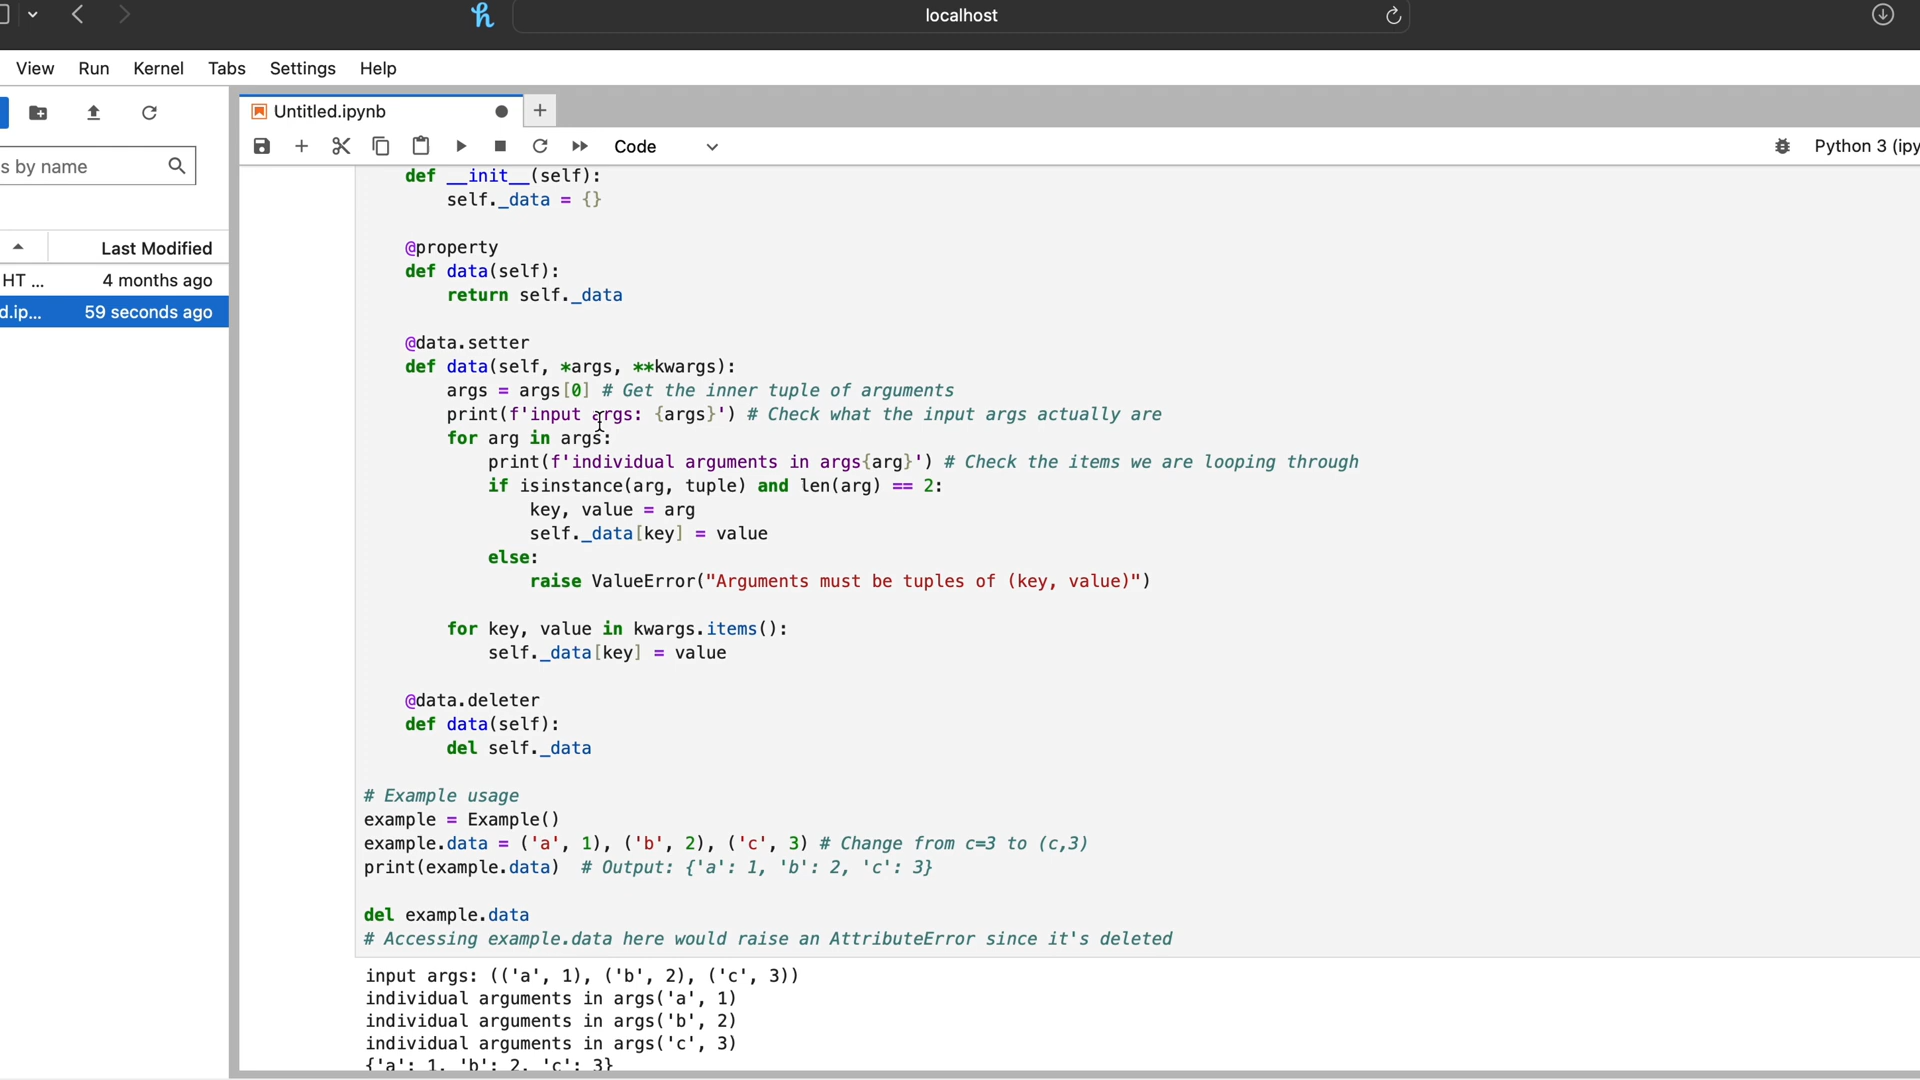 localhost
View Run Kernel Tabs Settings Help
Untitled.ipynb
Code
Python 3 (ipy
s by name
Last Modified
HT ... 4 months ago
d.ip... 59 seconds ago
def __init__(self):
self._data = {}
@property
def data(self):
return self._data
@data.setter
def data(self, *args, **kwargs):
args = args[0] # Get the inner tuple of arguments
print(f'input args: {args}') # Check what the input args actually are
for arg in args:
print(f'individual arguments in args{arg}') # Check the items we are looping through
if isinstance(arg, tuple) and len(arg) == 2:
key, value = arg
self._data[key] = value
else:
raise ValueError("Arguments must be tuples of (key, value)")
for key, value in kwargs.items():
self._data[key] = value
@data.deleter
def data(self):
del self._data
# Example usage
example = Example()
example.data = ('a', 1), ('b', 2), ('c', 3) # Change from c=3 to (c,3)
print(example.data) # Output: {'a': 1, 'b': 2, 'c': 3}
del example.data
# Accessing example.data here would raise an AttributeError since it's deleted
input args: (('a', 1), ('b', 2), ('c', 3))
individual arguments in args('a', 1)
individual arguments in args('b', 2)
individual arguments in args('c', 3)
{'a': 1, 'b': 2, 'c': 3}